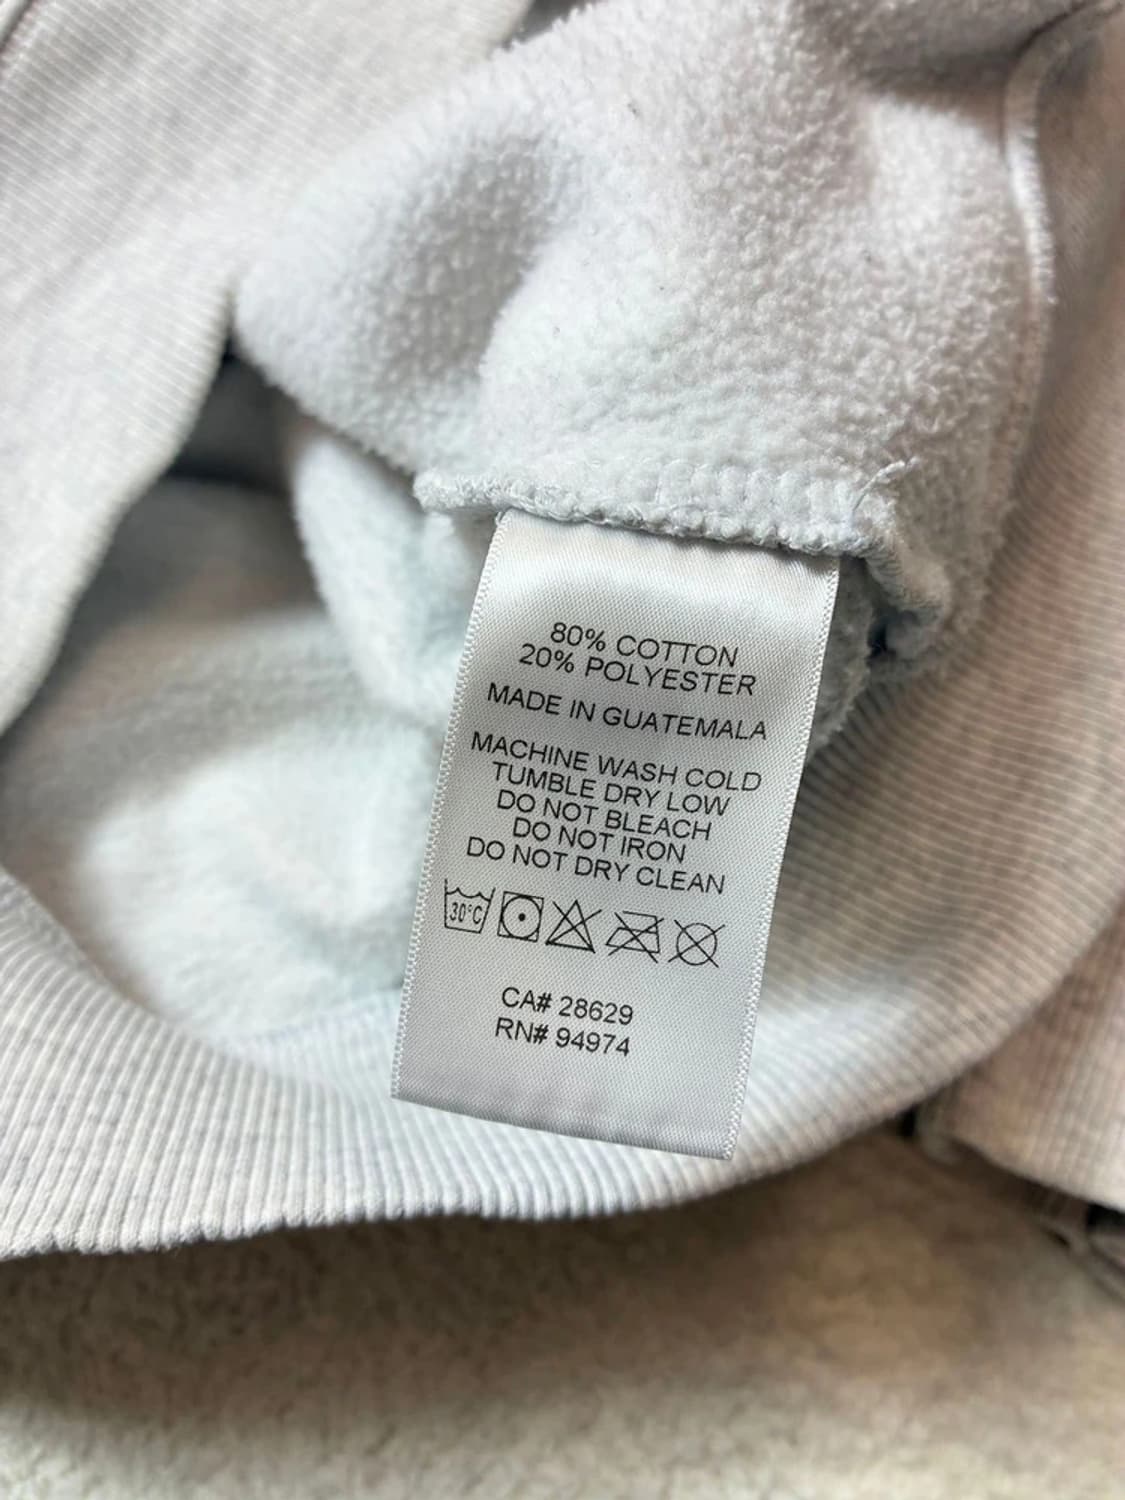 80% COTTON
20% POLYESTER
MADE IN GUATEMALA
MACHINE WASH COLD
TUMBLE DRY LOW
DO NOT BLEACH
DO NOT IRON
DO NOT DRY CLEAN
30°C
CA# 28629
RN# 94974